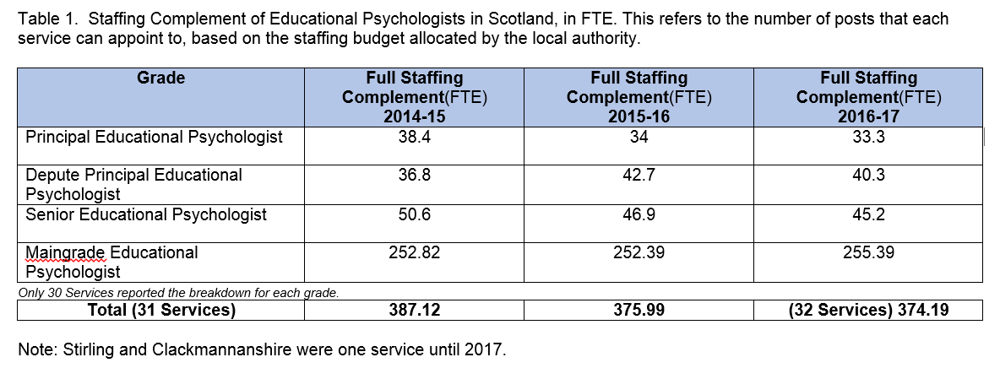 Table 1.  Staffing Complement of Educational Psychologists in Scotland, in FTE. This refers to the number of posts that each
service can appoint to, based on the staffing budget allocated by the local authority.
Grade
Full Staffing
Complement(FTE)
2014-15
Full Staffing
Complement(FTE)
2015-16
Full Staffing
Complement(FTE)
2016-17
Principal Educational Psychologist
38.4
34
33.3
Depute Principal Educational
Psychologist
36.8
42.7
40.3
Senior Educational Psychologist
50.6
46.9
45.2
Maingrade Educational
Psychologist
252.82
252.39
255.39
Only 30 Services reported the breakdown for each grade.
Total (31 Services)
387.12
375.99
(32 Services) 374.19
Note: Stirling and Clackmannanshire were one service until 2017.